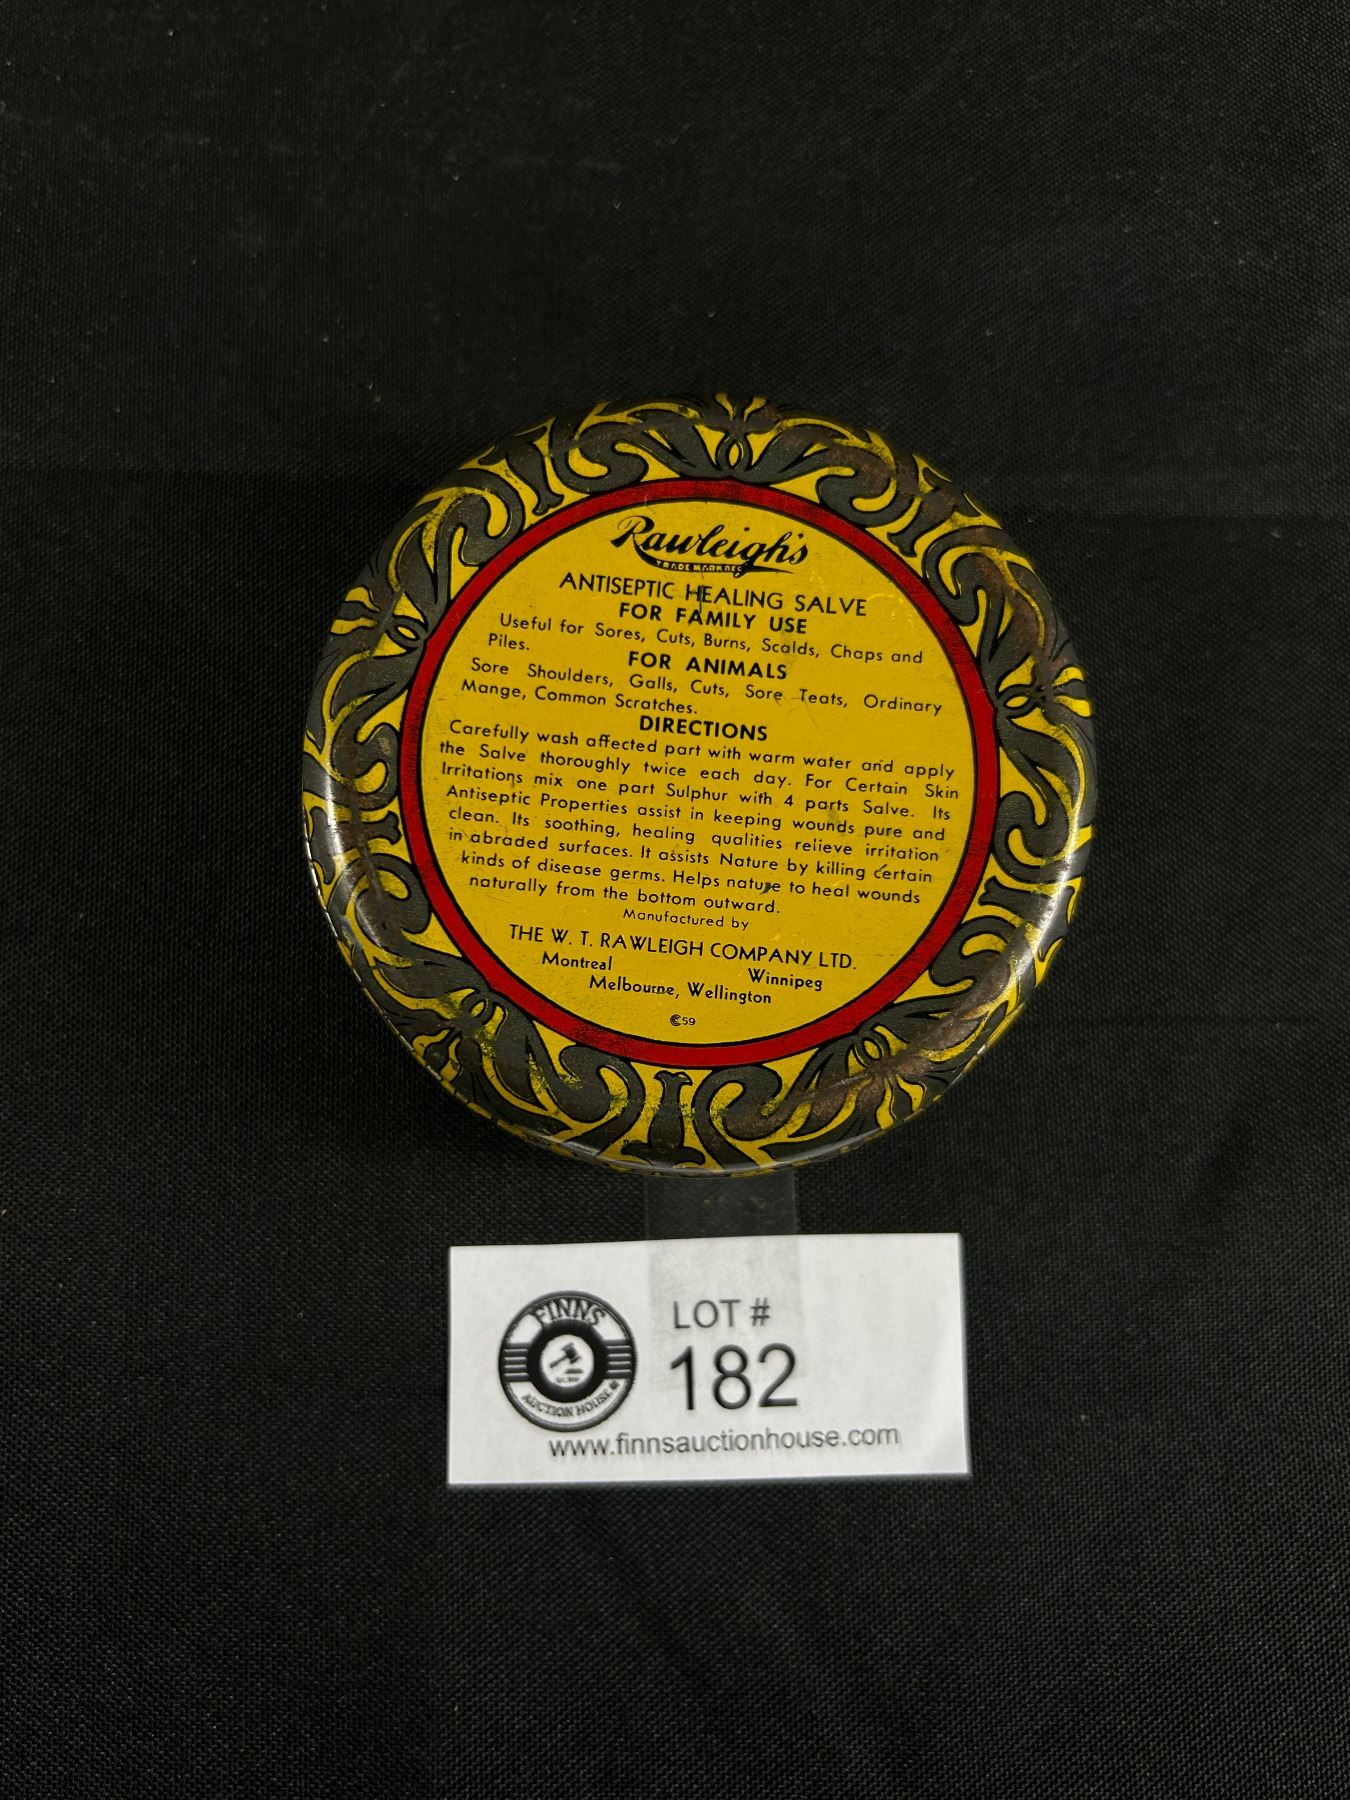 Rawleigh's
TRADE MARK REG
ANTISEPTIC HEALING SALVE
FOR FAMILY USE
Useful for Sores, Cuts, Burns, Scalds, Chaps and
Piles.
FOR ANIMALS
Sore Shoulders, Galls, Cuts, Sore Teats, Ordinary
Mange, Common Scratches.
DIRECTIONS
Carefully wash affected part with warm water and apply
the Salve thoroughly twice each day. For Certain Skin
Irritations mix one part Sulphur with 4 parts Salve. Its
Antiseptic Properties assist in keeping wounds pure and
clean. Its soothing, healing qualities relieve irritation
in abraded surfaces. It assists Nature by killing certain
kinds of disease germs. Helps nature to heal wounds
naturally from the bottom outward.
Manufactured by
THE W. T. RAWLEIGH COMPANY LTD.
Montreal Winnipeg
Melbourne, Wellington
59
FINNS
AUCTION HOUSE
LOT #
182
www.finnsauctionhouse.com